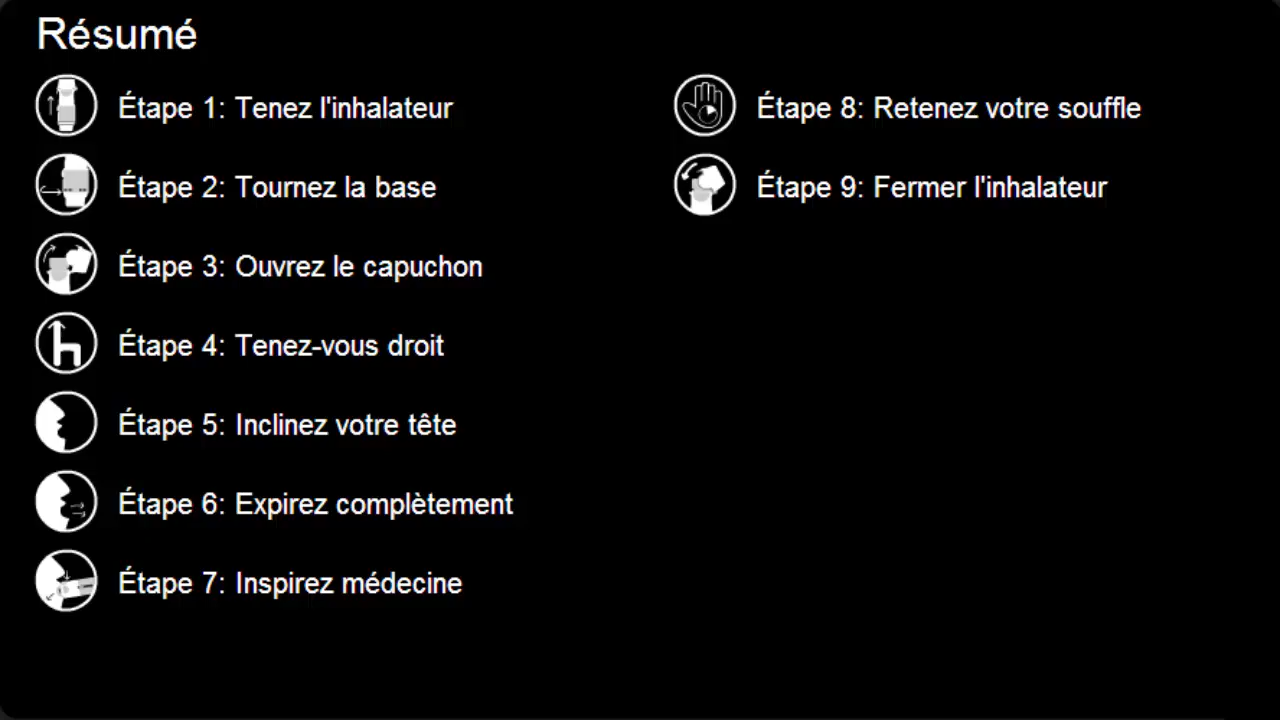 Résumé
Étape 1: Tenez l'inhalateur
Étape 2: Tournez la base
Étape 3: Ouvrez le capuchon
Étape 4: Tenez-vous droit
Étape 5: Inclinez votre tête
Étape 6: Expirez complètement
Étape 7: Inspirez médecine
Étape 8: Retenez votre souffle
Étape 9: Fermer l'inhalateur